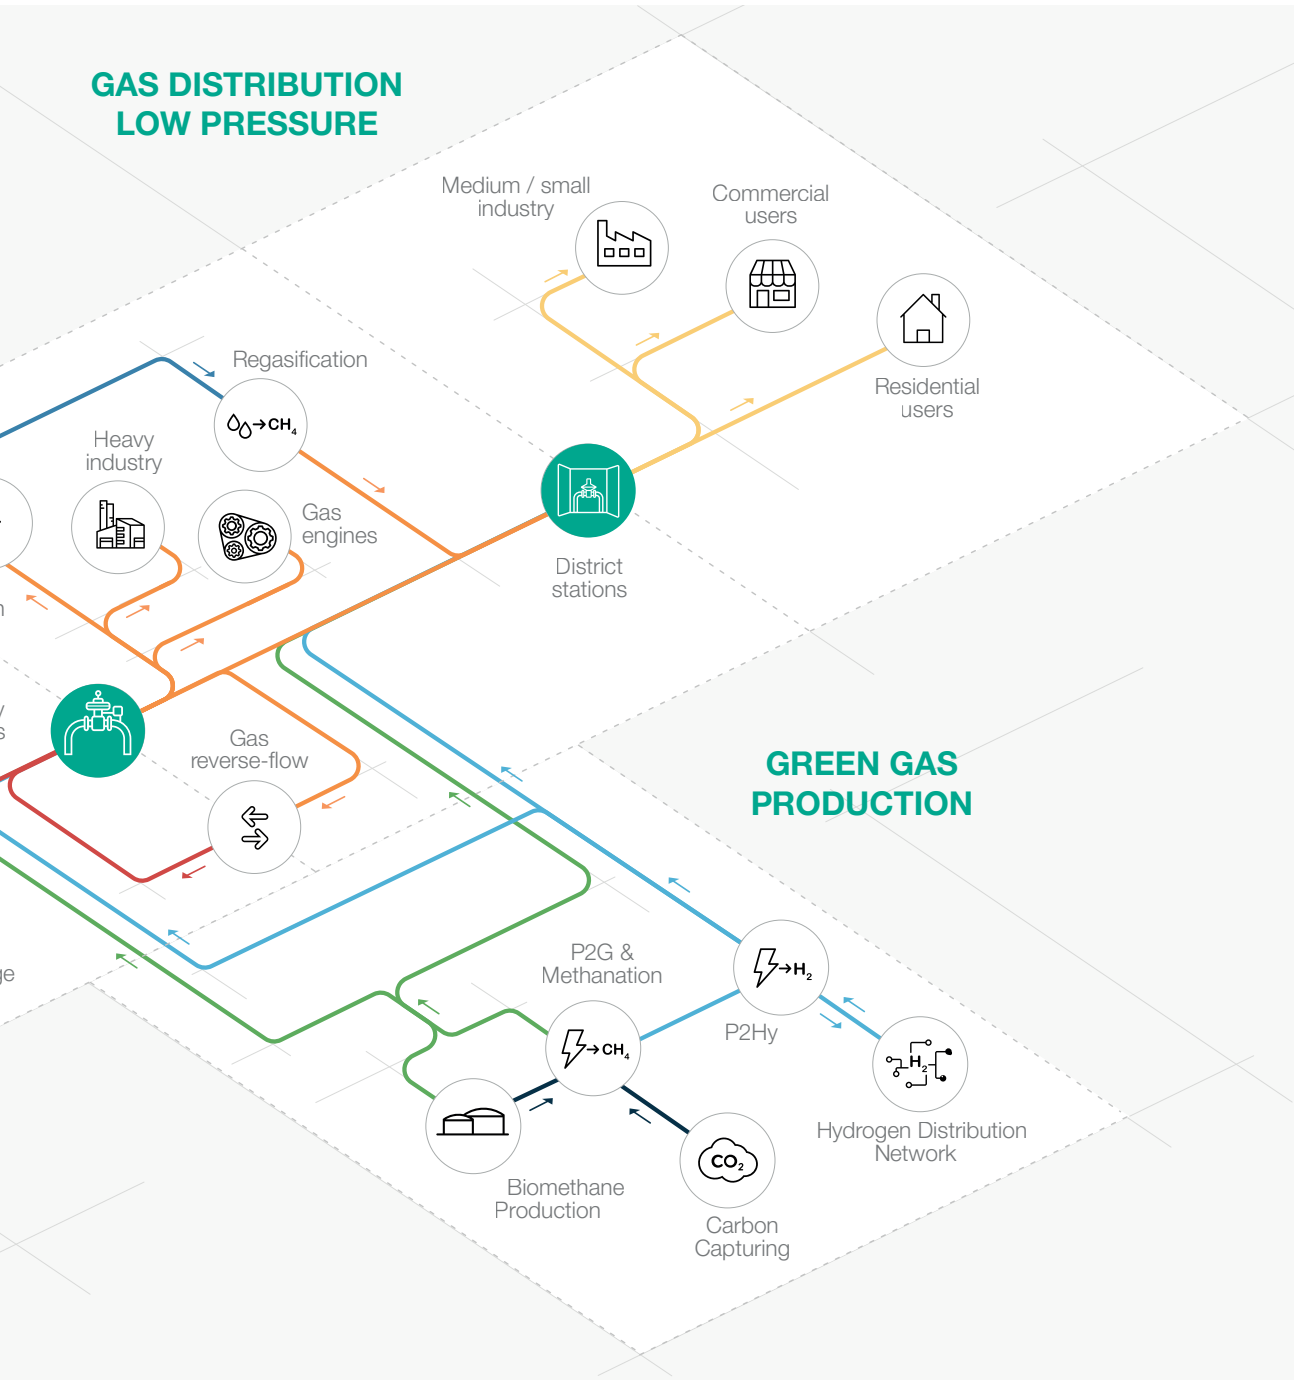 GAS DISTRIBUTION
LOW PRESSURE
Medium / small
industry
Commercial
users
Residential
users
Regasification
→CH₄
Heavy
industry
Gas
engines
District
stations
Gas
reverse-flow
GREEN GAS
PRODUCTION
P2G &
Methanation
→CH₄
→H₂
P2Hy
H₂
Hydrogen Distribution
Network
Biomethane
Production
CO₂
Carbon
Capturing